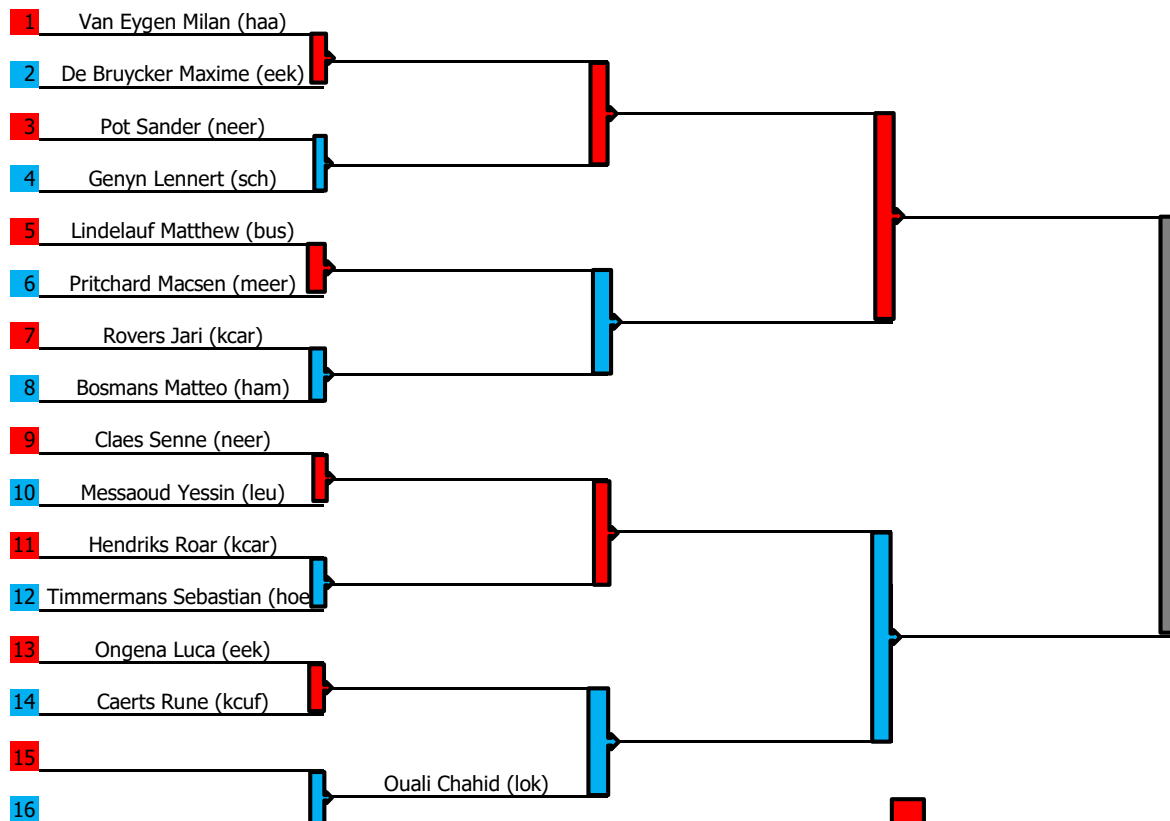 1 Van Eygen Milan (haa)
2 De Bruycker Maxime (eek)
3 Pot Sander (neer)
4 Genyn Lennert (sch)
5 Lindelauf Matthew (bus)
6 Pritchard Macsen (meer)
7 Rovers Jari (kcar)
8 Bosmans Matteo (ham)
9 Claes Senne (neer)
10 Messaoud Yessin (leu)
11 Hendriks Roar (kcar)
12 Timmermans Sebastian (hoe
13 Ongena Luca (eek)
14 Caerts Rune (kcuf)
15
Ouali Chahid (lok)
16